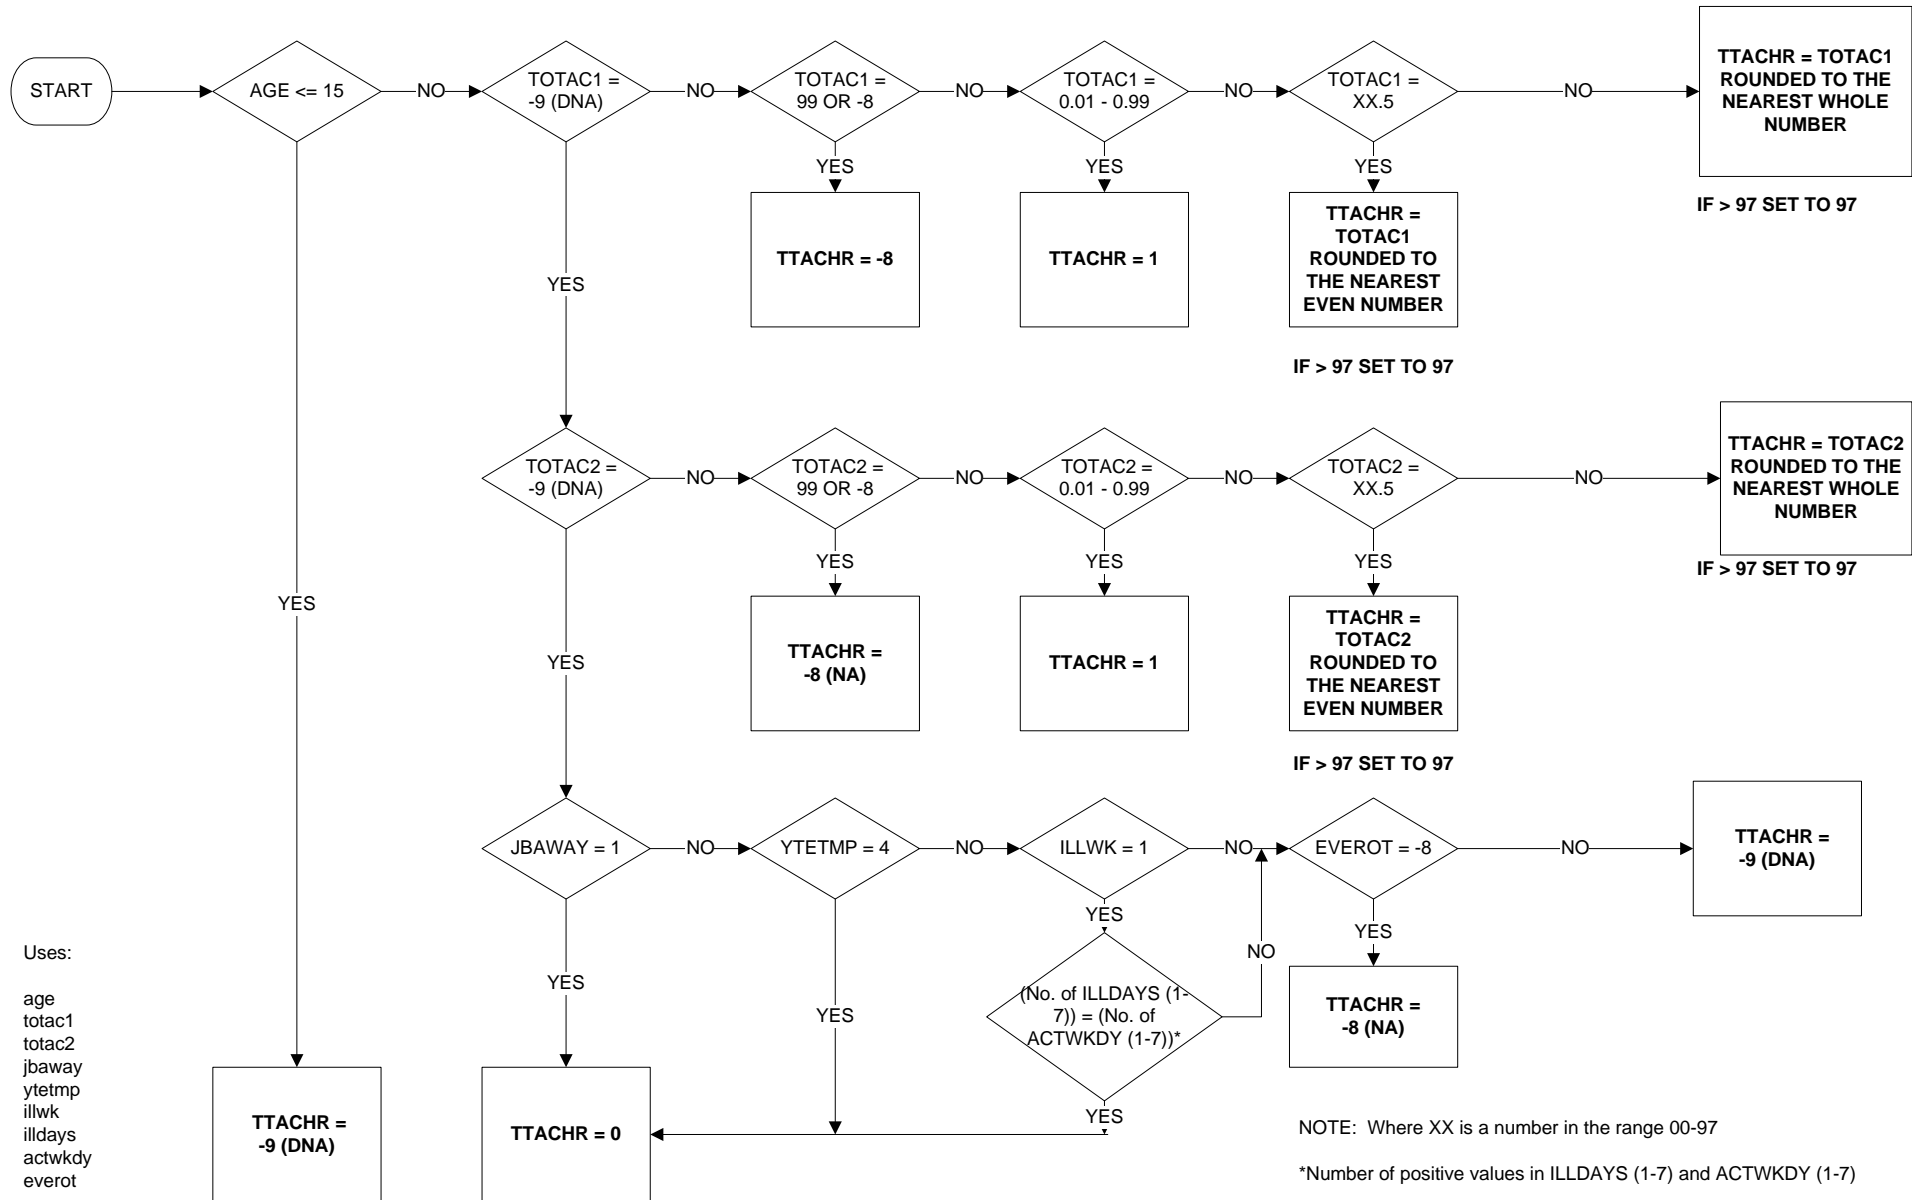 START
AGE <= 15
NO
TOTAC1 =
-9 (DNA)
NO
TOTAC1 =
99 OR -8
NO
TOTAC1 =
0.01 - 0.99
NO
TOTAC1 =
XX.5
NO
TTACHR = TOTAC1
ROUNDED TO THE
NEAREST WHOLE
NUMBER
IF > 97 SET TO 97
YES
YES
YES
TTACHR = -8
TTACHR = 1
TTACHR =
TOTAC1
ROUNDED TO
THE NEAREST
EVEN NUMBER
IF > 97 SET TO 97
YES
TOTAC2 =
-9 (DNA)
NO
TOTAC2 =
99 OR -8
NO
TOTAC2 =
0.01 - 0.99
NO
TOTAC2 =
XX.5
NO
TTACHR = TOTAC2
ROUNDED TO THE
NEAREST WHOLE
NUMBER
IF > 97 SET TO 97
YES
YES
YES
YES
TTACHR =
-8 (NA)
TTACHR = 1
TTACHR =
TOTAC2
ROUNDED TO
THE NEAREST
EVEN NUMBER
IF > 97 SET TO 97
YES
JBAWAY = 1
NO
YTETMP = 4
NO
ILLWK = 1
NO
EVEROT = -8
NO
TTACHR =
-9 (DNA)
YES
YES
YES
YES
(No. of ILLDAYS (1-
7)) = (No. of
ACTWKDY (1-7))*
NO
TTACHR =
-8 (NA)
YES
TTACHR =
-9 (DNA)
TTACHR = 0
Uses:
age
totac1
totac2
jbaway
ytetmp
illwk
illdays
actwkdy
everot
NOTE: Where XX is a number in the range 00-97
*Number of positive values in ILLDAYS (1-7) and ACTWKDY (1-7)